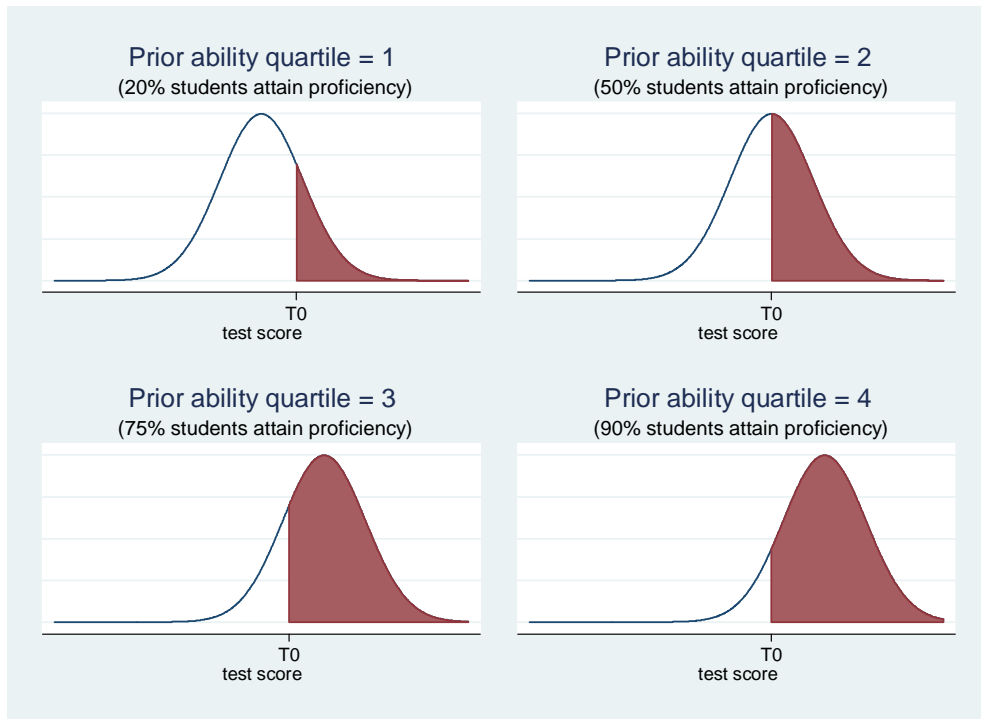 Prior ability quartile = 1
(20% students attain proficiency)
T0
test score
Prior ability quartile = 2
(50% students attain proficiency)
T0
test score
Prior ability quartile = 3
(75% students attain proficiency)
T0
test score
Prior ability quartile = 4
(90% students attain proficiency)
T0
test score